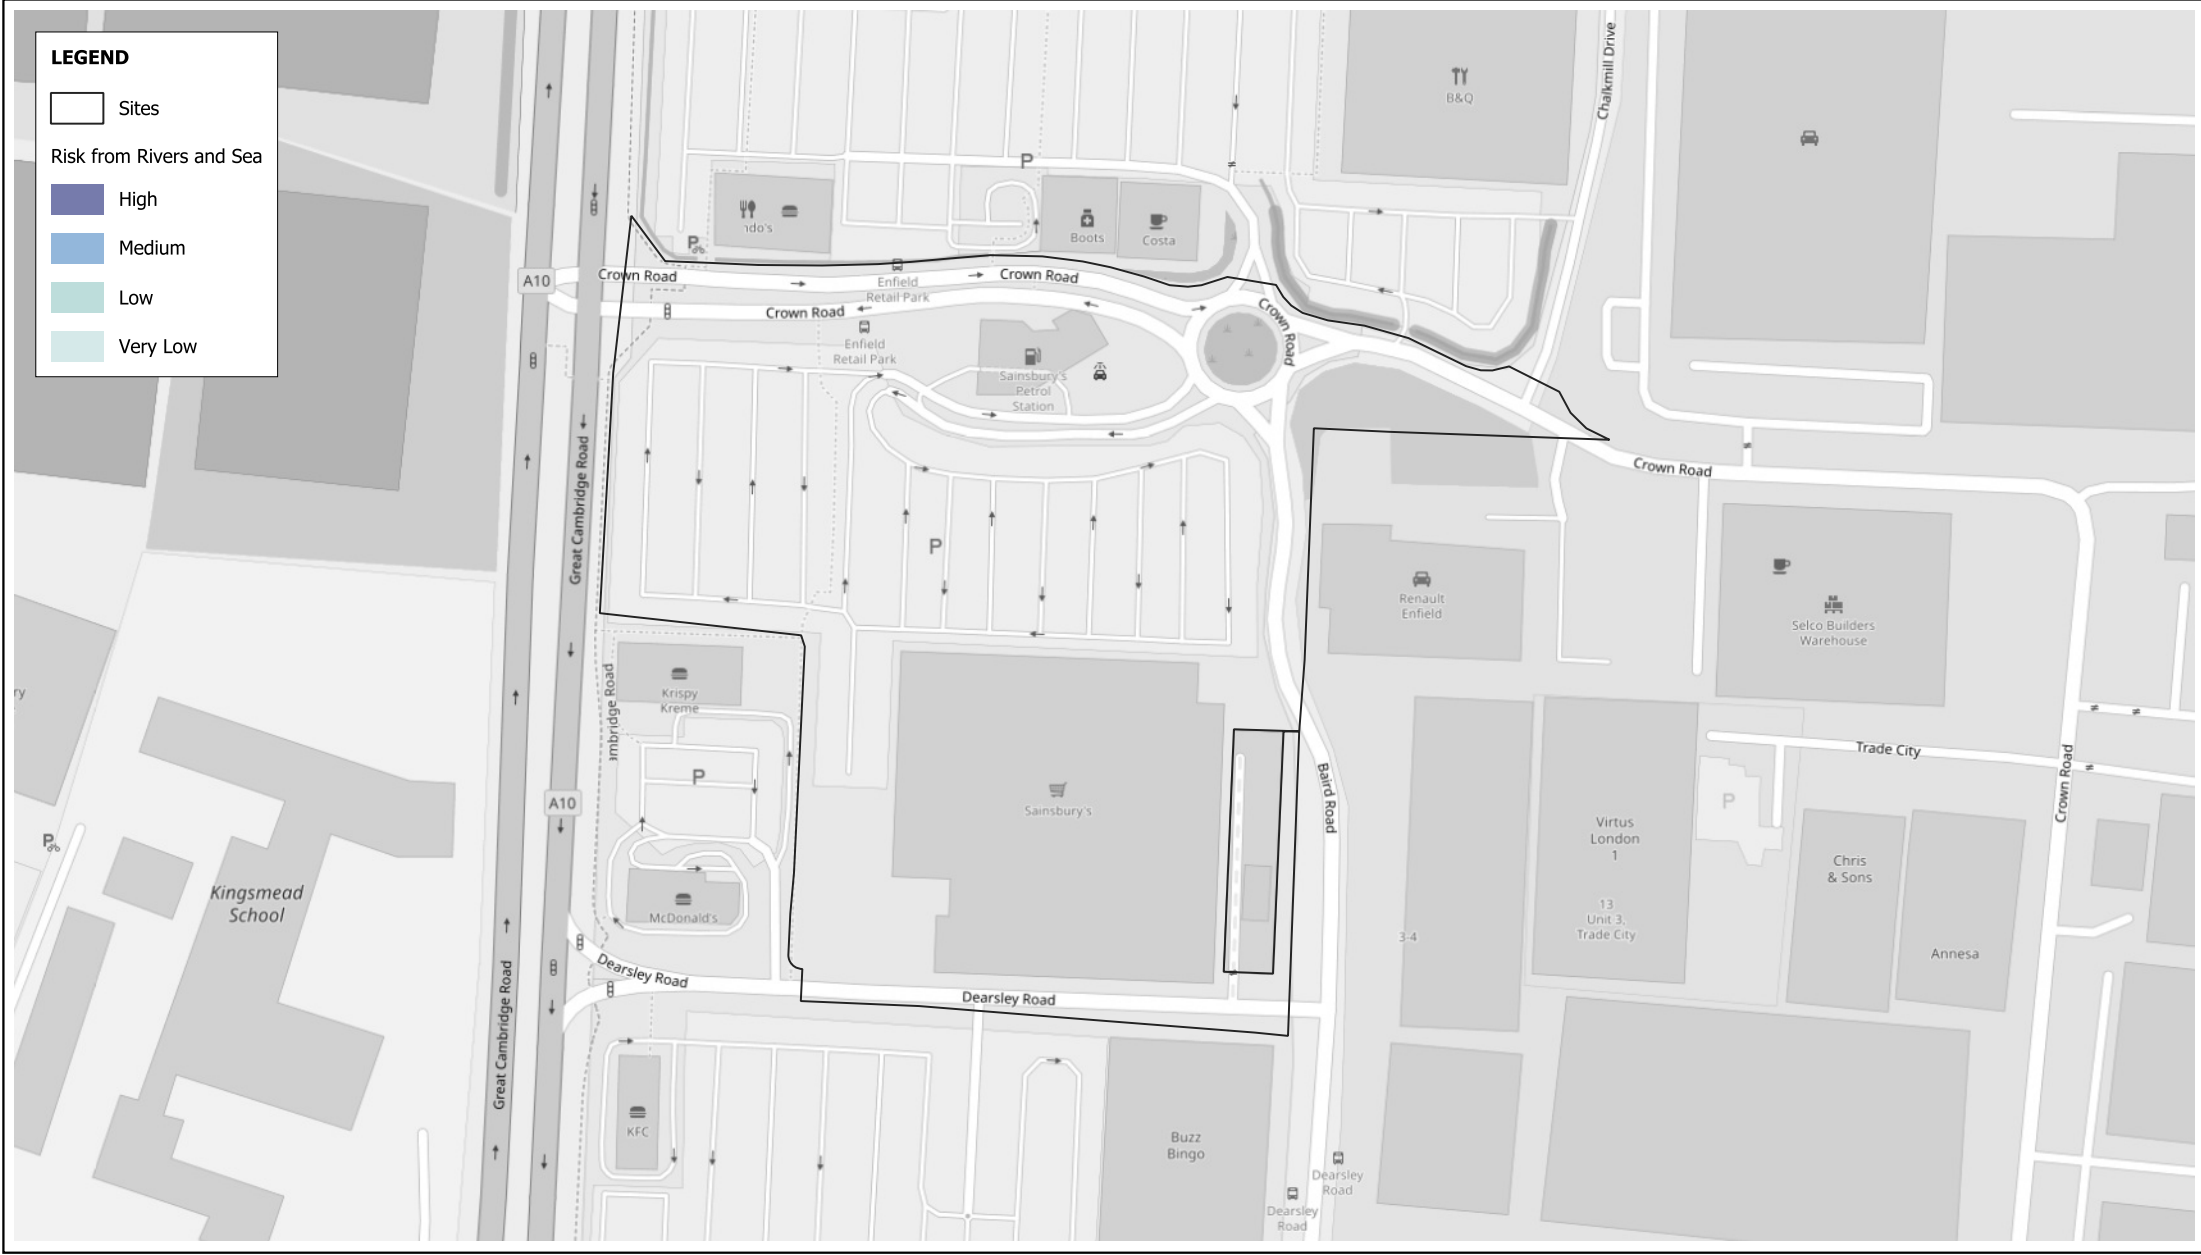 LEGEND
Sites
Risk from Rivers and Sea
High
Medium
Low
Very Low
Chalkmill Drive
B&Q
P
Boots
Costa
P
A10
Crown Road
Crown Road
Enfield
Retail Park
Crown Road
Crown Road
Enfield
Retail Park
Sainsbury's
Petrol
Station
Great Cambridge Road
Crown Road
P
Renault
Enfield
Selco Builders
Warehouse
Krispy
Kreme
Trade City
P
A10
Sainsbury's
Baird Road
Crown Road
P
P
Virtus
London
1
Chris
& Sons
Kingsmead
School
McDonald's
13
Unit 3,
Trade City
3-4
Annesa
Dearsley Road
Dearsley Road
Great Cambridge Road
KFC
Buzz
Bingo
Dearsley
Road
Dearsley
Road